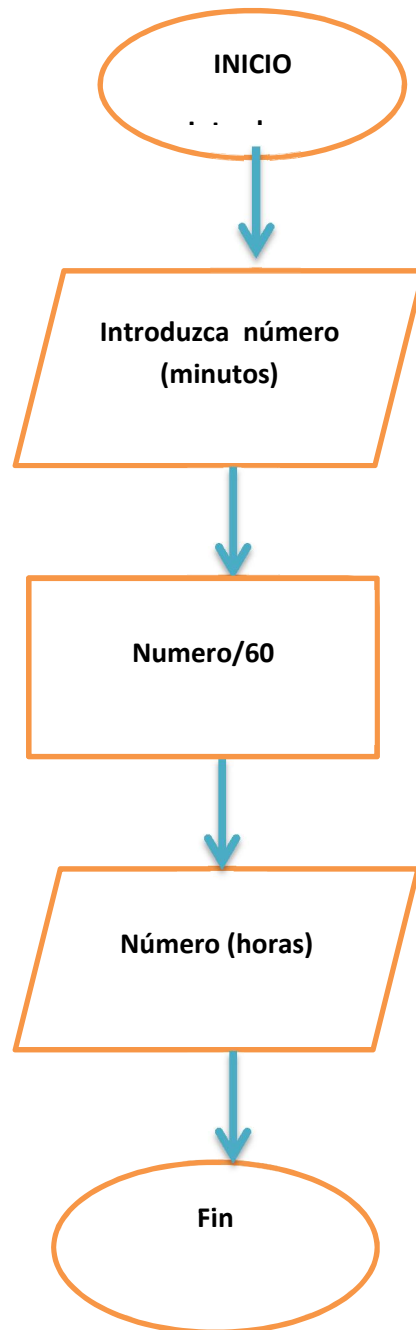 INICIO
Introduzca número
(minutos)
Numero/60
Número (horas)
Fin